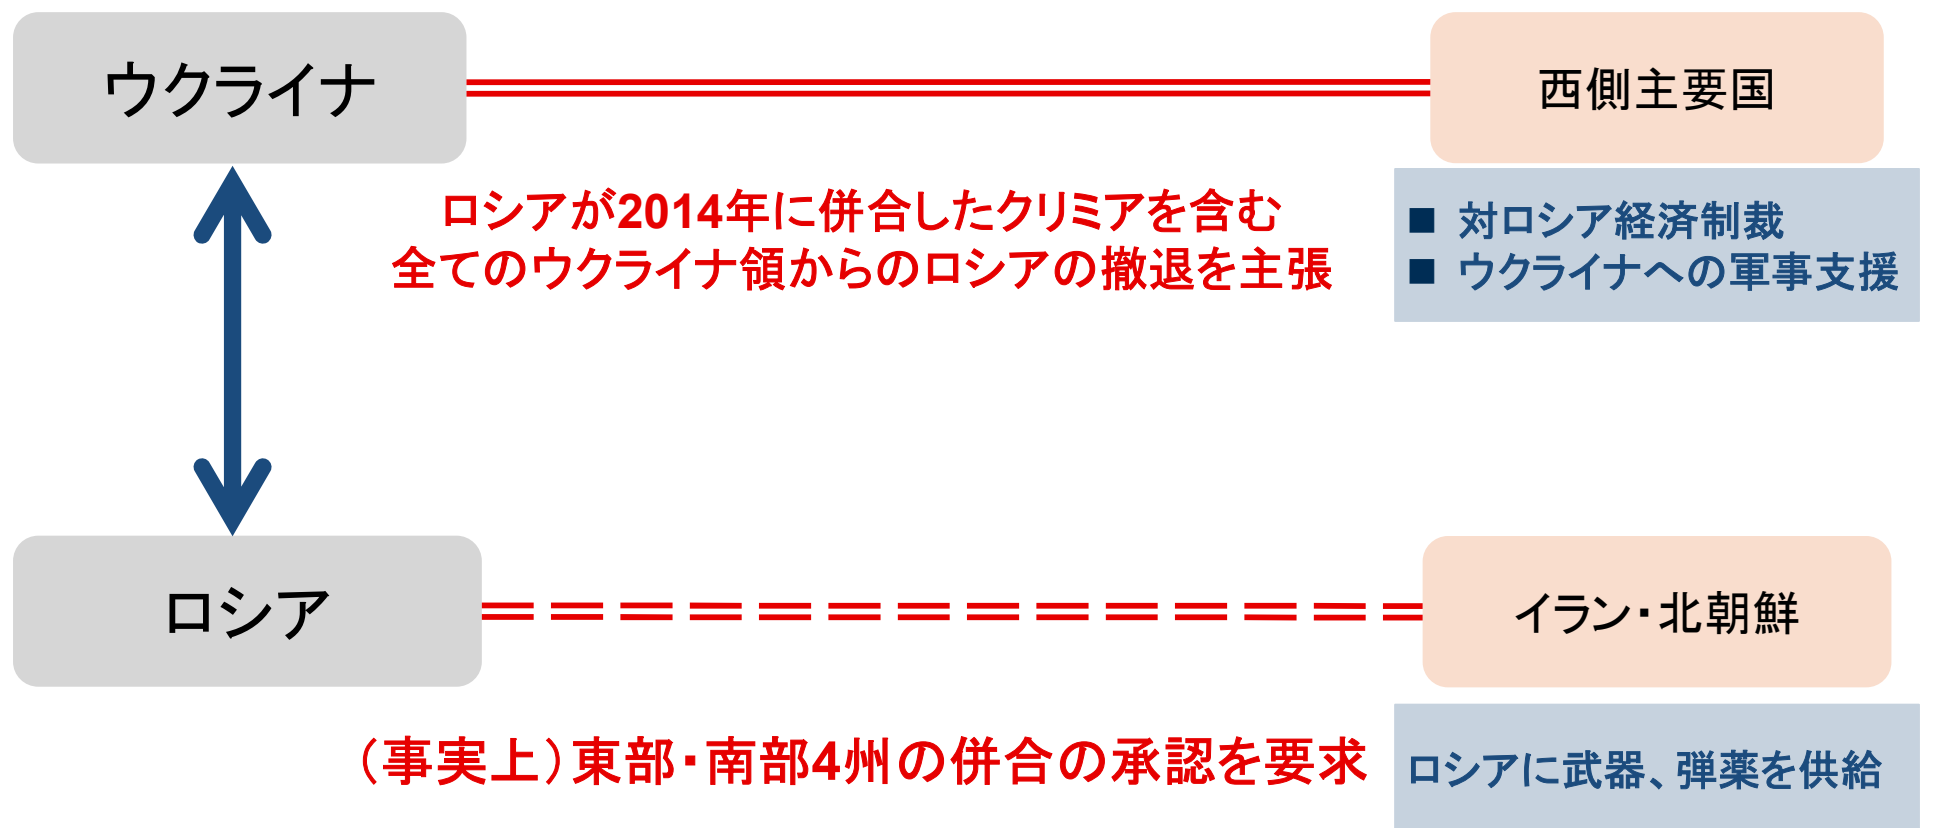 ウクライナ
西側主要国
ロシアが2014年に併合したクリミアを含む
全てのウクライナ領からのロシアの撤退を主張
■ 対ロシア経済制裁
■ ウクライナへの軍事支援
ロシア
イラン・北朝鮮
（事実上）東部・南部4州の併合の承認を要求
ロシアに武器、弾薬を供給